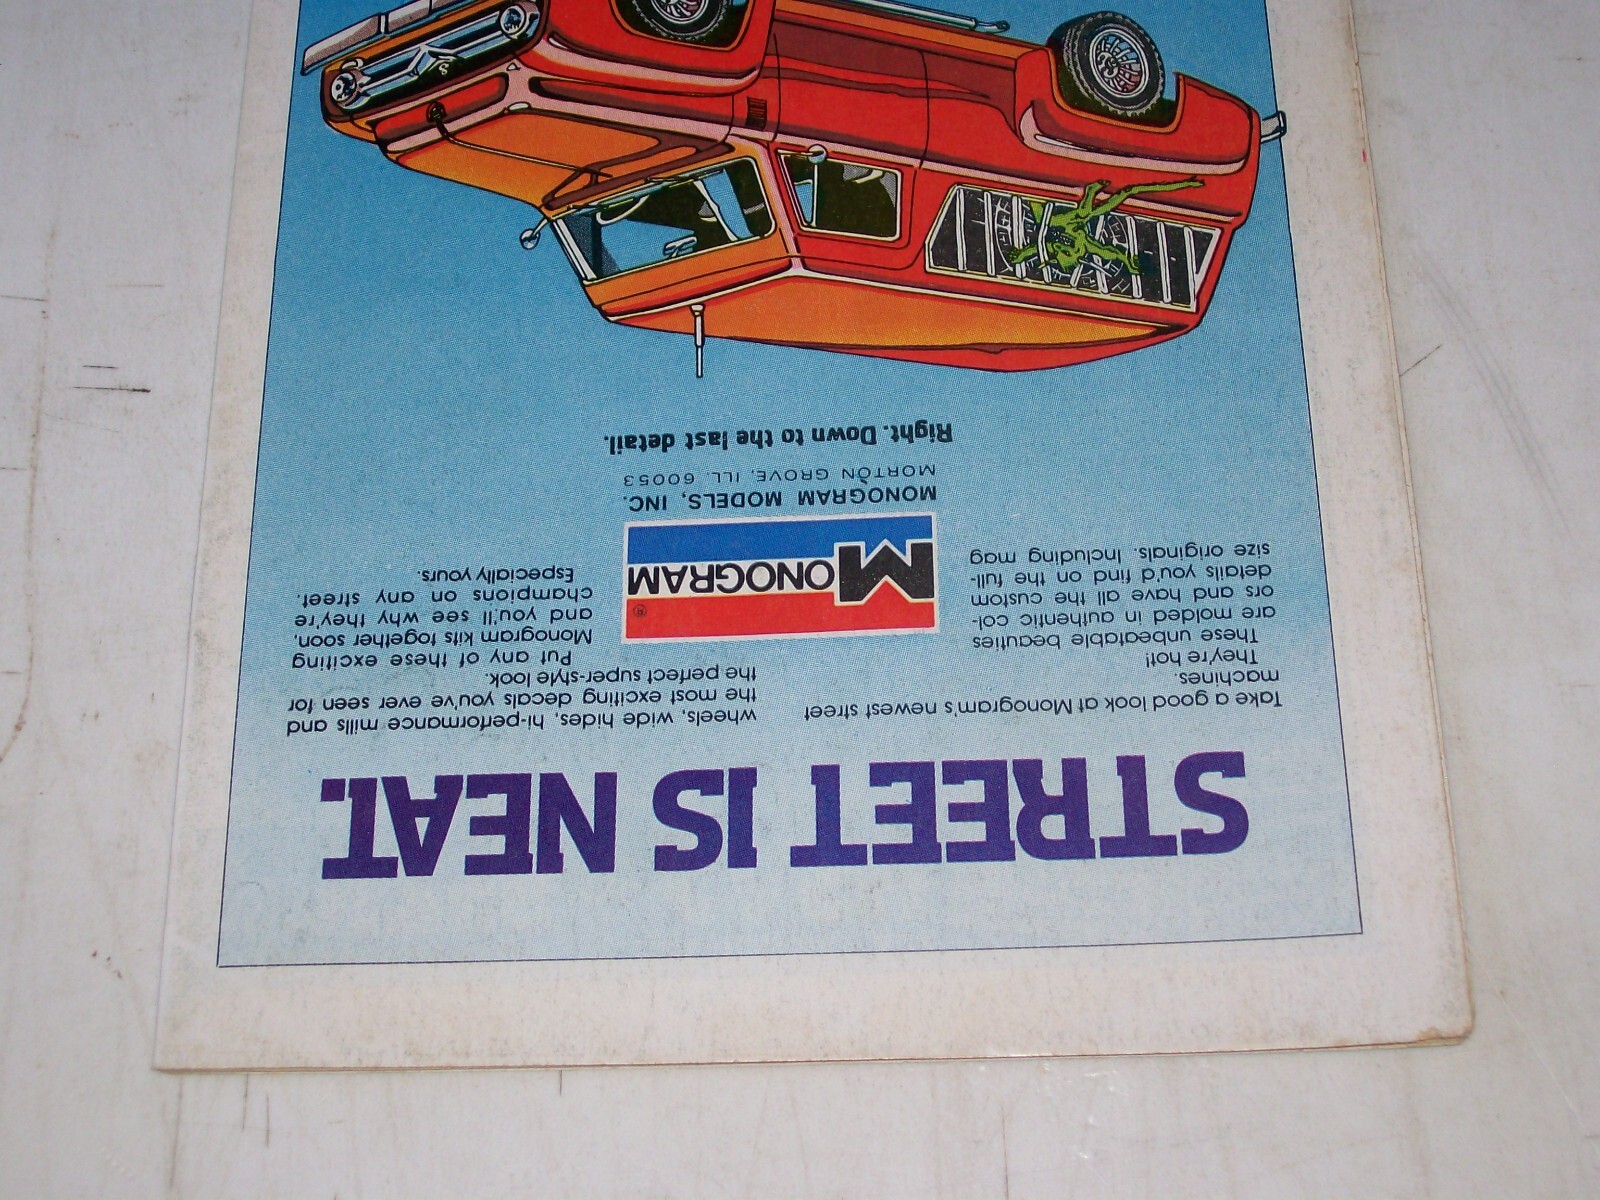 STREET IS NEAT.
Take a good look at Monogram's newest street
machines.
They're hot!
These unbeatable beauties
are molded in authentic col-
ors and have all the custom
details you'd find on the full-
size originals. Including mag
wheels, wide hides, hi-performance mills and
the most exciting decals you've ever seen for
the perfect super-style look.
Put any of these exciting
Monogram kits together soon,
and you'll see why they're
champions on any street.
Especially yours.
MONOGRAM ®
MONOGRAM MODELS, INC.
MORTON GROVE, ILL. 60053
Right. Down to the last detail.